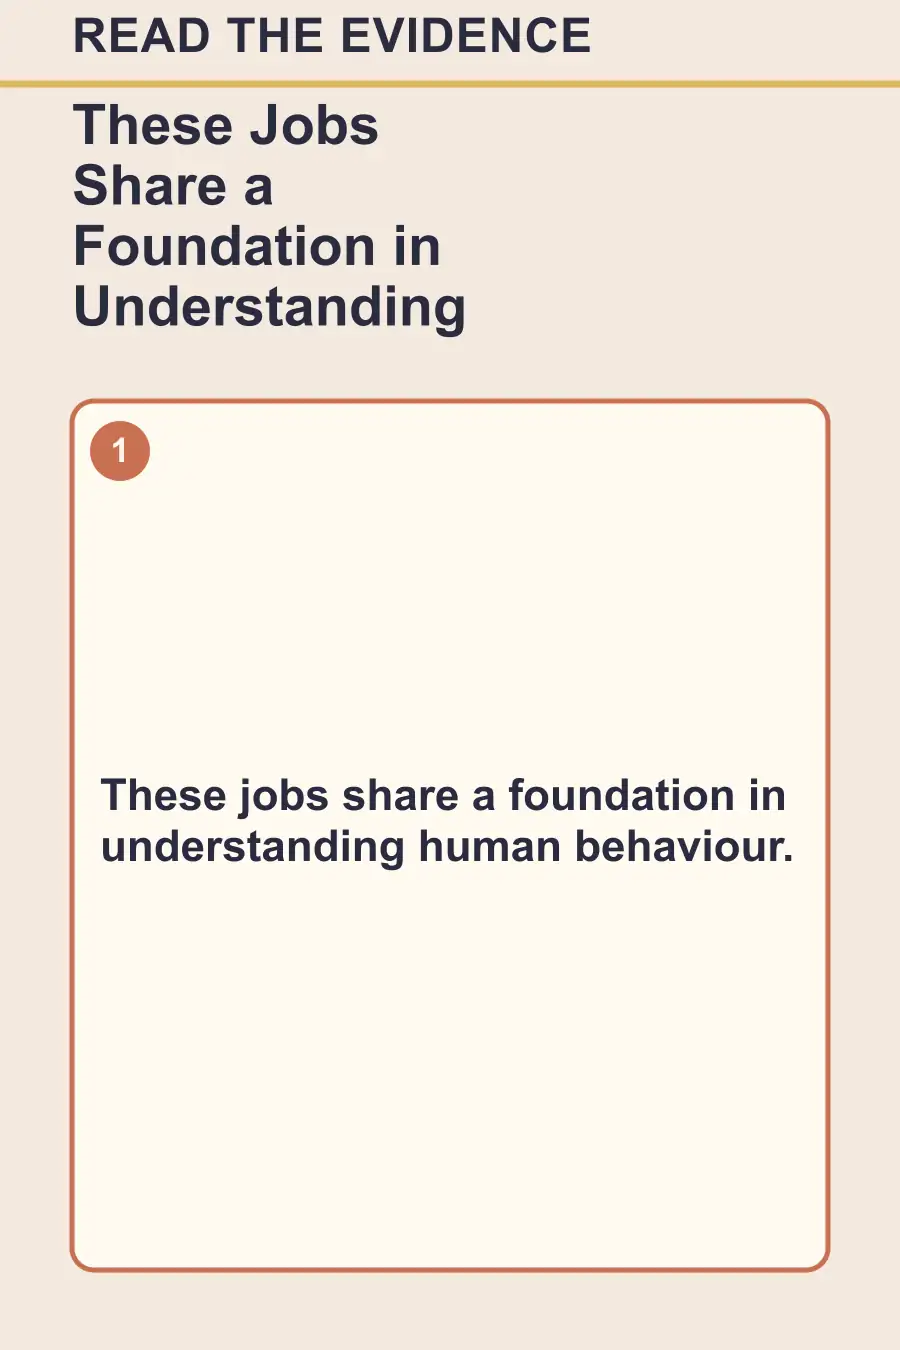 READ THE EVIDENCE
These Jobs
Share a
Foundation in
Understanding
1
These jobs share a foundation in
understanding human behaviour.